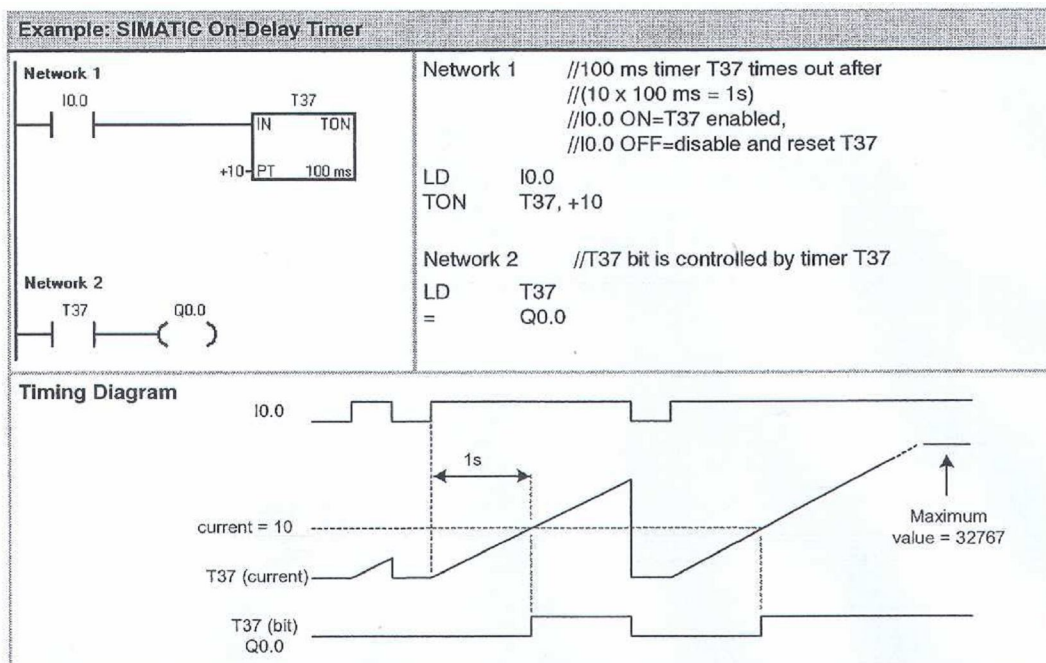 Example: SIMATIC On-Delay Timer
Network 1
I0.0
T37
IN TON
+10 PT 100 ms
Network 2
T37 Q0.0
Network 1 //100 ms timer T37 times out after
//(10 x 100 ms = 1s)
//I0.0 ON=T37 enabled,
//I0.0 OFF=disable and reset T37
LD I0.0
TON T37, +10
Network 2 //T37 bit is controlled by timer T37
LD T37
= Q0.0
Timing Diagram
I0.0
1s
current = 10
Maximum
value = 32767
T37 (current)
T37 (bit)
Q0.0